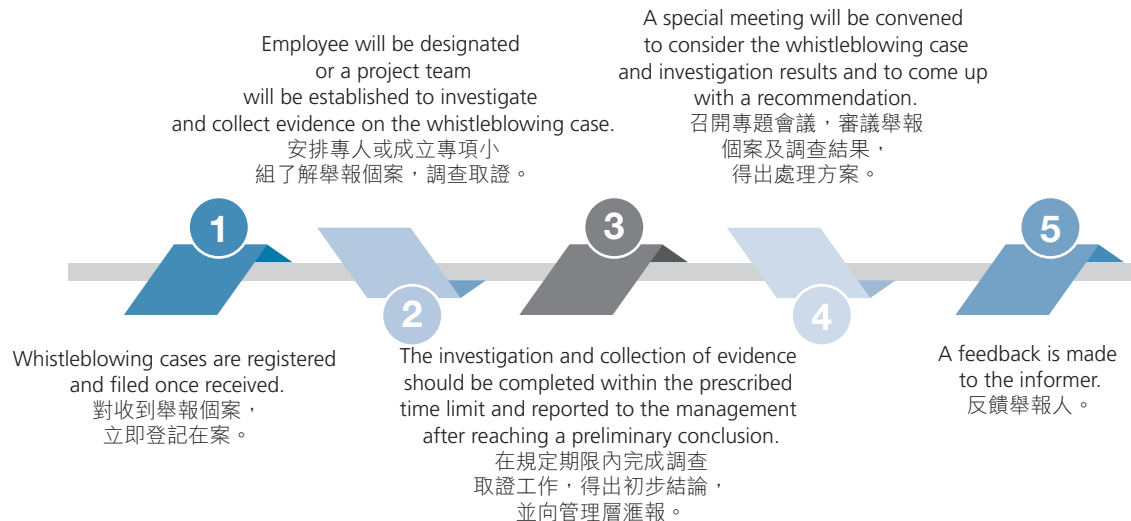 1
Whistleblowing cases are registered
and filed once received.
對收到舉報個案，
立即登記在案。
Employee will be designated
or a project team
will be established to investigate
and collect evidence on the whistleblowing case.
安排專人或成立專項小
組了解舉報個案，調查取證。
2
3
The investigation and collection of evidence
should be completed within the prescribed
time limit and reported to the management
after reaching a preliminary conclusion.
在規定期限內完成調查
取證工作，得出初步結論，
並向管理層滙報。
A special meeting will be convened
to consider the whistleblowing case
and investigation results and to come up
with a recommendation.
召開專題會議，審議舉報
個案及調查結果，
得出處理方案。
4
5
A feedback is made
to the informer.
反饋舉報人。